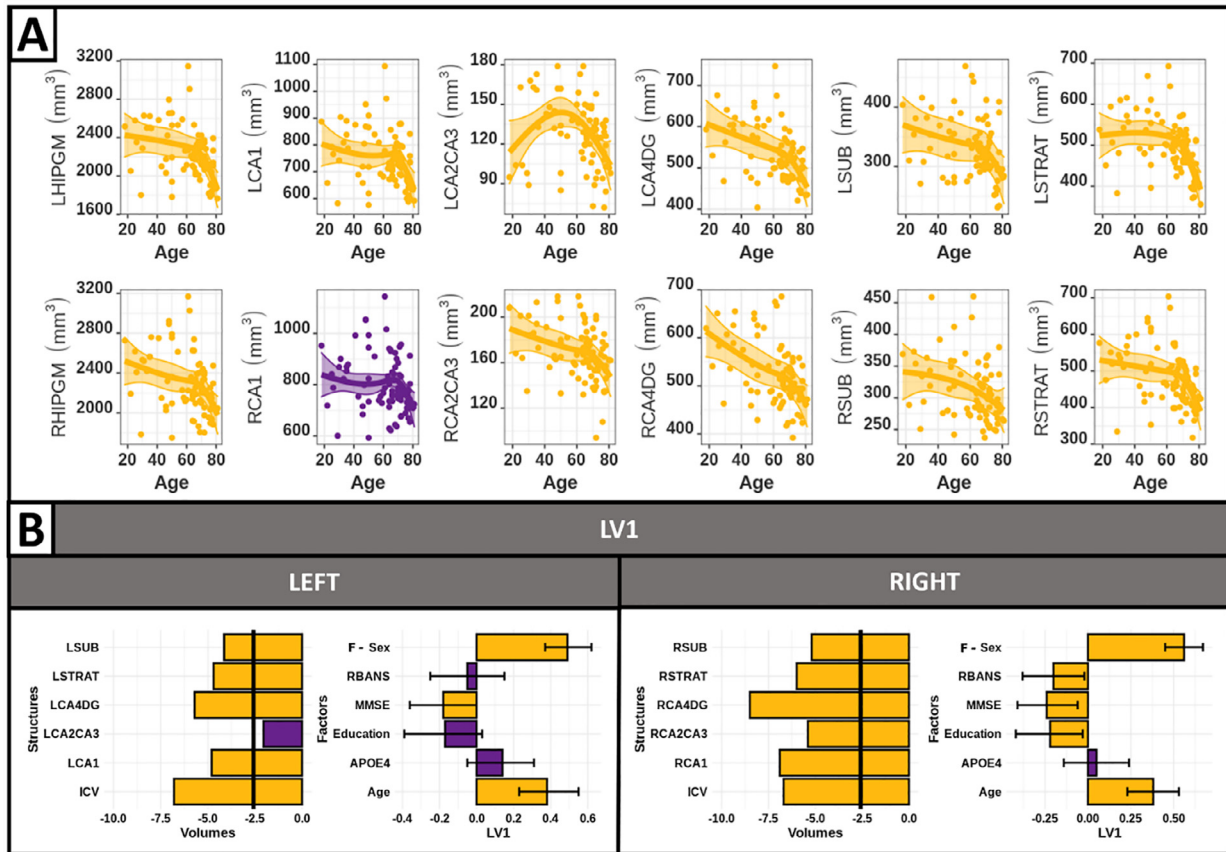 A
LHIPGM (mm³)
3200
2800
2400
2000
1600
20 40 60 80
Age
LCA1 (mm³)
1100
1000
900
800
700
600
20 40 60 80
Age
LCA2CA3 (mm³)
180
150
120
90
20 40 60 80
Age
LCA4DG (mm³)
700
600
500
400
20 40 60 80
Age
LSUB (mm³)
400
300
20 40 60 80
Age
LSTRAT (mm³)
700
600
500
400
20 40 60 80
Age
RHIPGM (mm³)
3200
2800
2400
2000
20 40 60 80
Age
RCA1 (mm³)
1000
800
600
20 40 60 80
Age
RCA2CA3 (mm³)
200
160
120
20 40 60 80
Age
RCA4DG (mm³)
700
600
500
400
20 40 60 80
Age
RSUB (mm³)
450
400
350
300
250
20 40 60 80
Age
RSTRAT (mm³)
700
600
500
400
300
20 40 60 80
Age
B
LV1
LEFT
RIGHT
Structures
LSUB
LSTRAT
LCA4DG
LCA2CA3
LCA1
ICV
-10.0 -7.5 -5.0 -2.5 0.0
Volumes
Factors
F - Sex
RBANS
MMSE
Education
APOE4
Age
-0.4 -0.2 0.0 0.2 0.4 0.6
LV1
Structures
RSUB
RSTRAT
RCA4DG
RCA2CA3
RCA1
ICV
-10.0 -7.5 -5.0 -2.5 0.0
Volumes
Factors
F - Sex
RBANS
MMSE
Education
APOE4
Age
-0.25 0.00 0.25 0.50
LV1